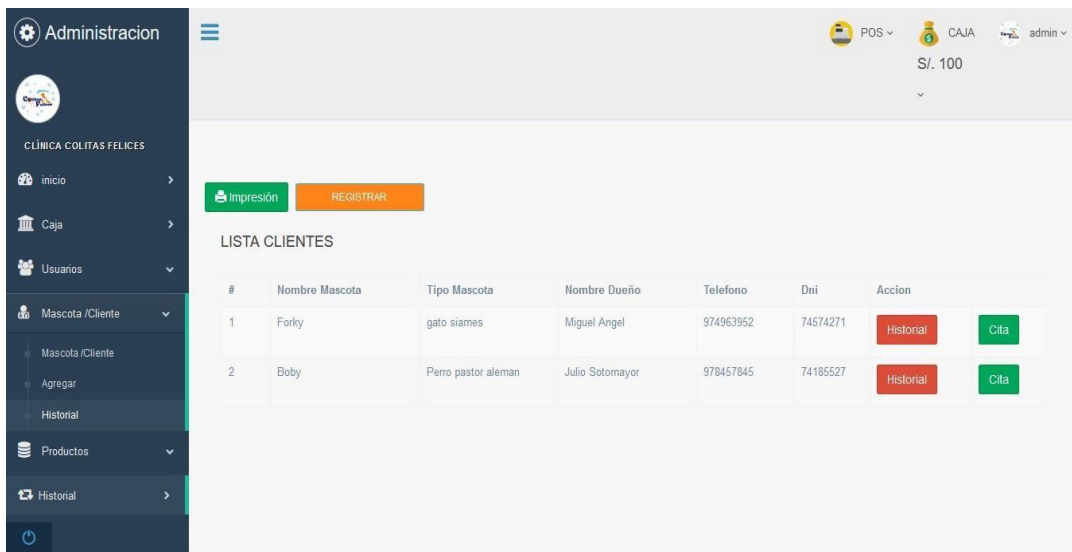 Administracion
POS
CAJA
admin
S/. 100
CLÍNICA COLITAS FELICES
inicio
Caja
Usuarios
Mascota /Cliente
Mascota /Cliente
Agregar
Historial
Productos
Historial
Impresión
REGISTRAR
LISTA CLIENTES
# Nombre Mascota Tipo Mascota Nombre Dueño Telefono Dni Accion
1 Forky gato siames Miguel Angel 974963952 74574271 Historial Cita
2 Boby Perro pastor aleman Julio Sotomayor 978457845 74185527 Historial Cita